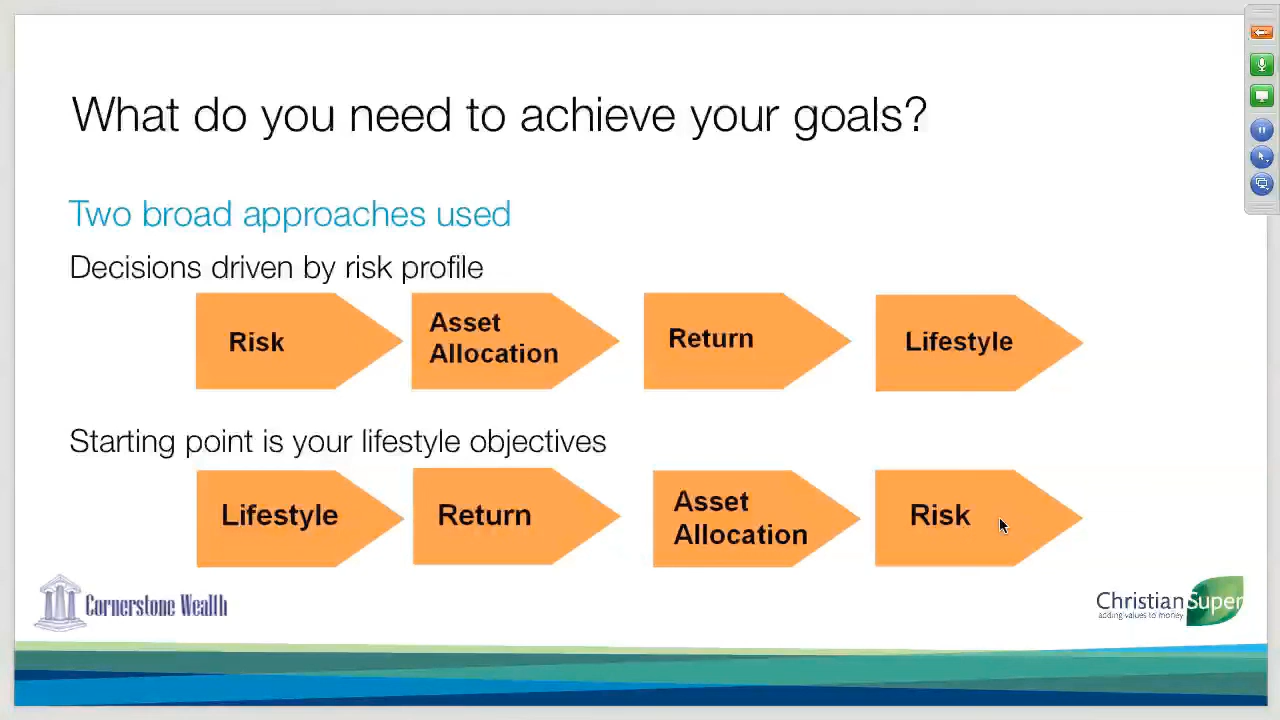 What do you need to achieve your goals?
Two broad approaches used
Decisions driven by risk profile
Risk
Asset
Allocation
Return
Lifestyle
Starting point is your lifestyle objectives
Lifestyle
Return
Asset
Allocation
Risk
Cornerstone Wealth
ChristianSuper
adding values to money